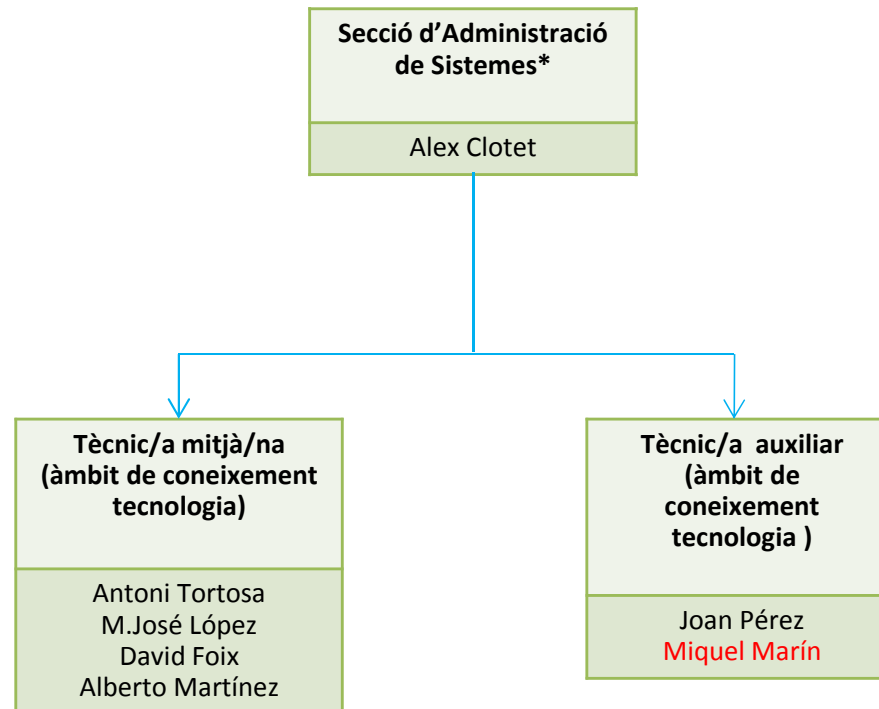 Secció d’Administració
de Sistemes*
Alex Clotet
Tècnic/a mitjà/na
(àmbit de coneixement
tecnologia)
Antoni Tortosa
M.José López
David Foix
Alberto Martínez
Tècnic/a auxiliar
(àmbit de
coneixement
tecnologia )
Joan Pérez
Miquel Marín